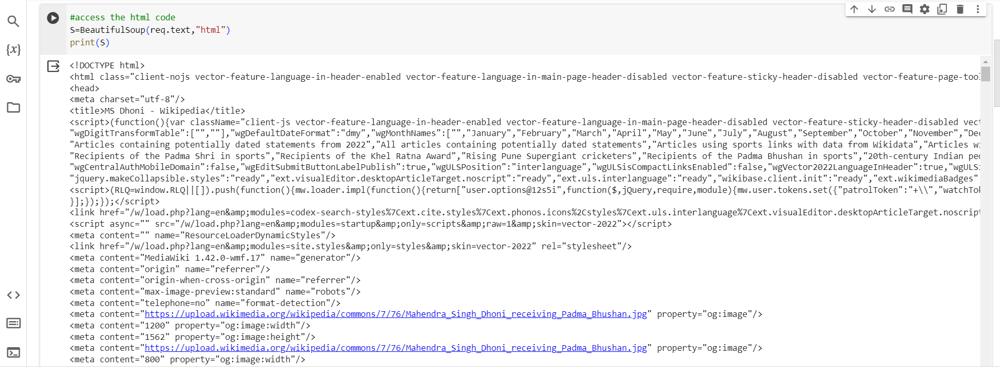 #access the html code
S=BeautifulSoup(req.text,"html")
print(S)
{x}
<!DOCTYPE html>
<html class="client-nojs vector-feature-language-in-header-enabled vector-feature-language-in-main-page-header-disabled vector-feature-sticky-header-disabled vector-feature-page-tool
<head>
<meta charset="utf-8"/>
<title>MS Dhoni - Wikipedia</title>
<script>(function(){var className="client-js vector-feature-language-in-header-enabled vector-feature-language-in-main-page-header-disabled vector-feature-sticky-header-disabled vect
"wgDigitTransformTable":["",""],"wgDefaultDateFormat":"dmy","wgMonthNames":["","January","February","March","April","May","June","July","August","September","October","November","Dec
"Articles containing potentially dated statements from 2022","All articles containing potentially dated statements","Articles using sports links with data from Wikidata","Articles wi
"Recipients of the Padma Shri in sports","Recipients of the Khel Ratna Award","Rising Pune Supergiant cricketers","Recipients of the Padma Bhushan in sports","20th-century Indian peo
"wgCentralAuthMobileDomain":false,"wgEditSubmitButtonLabelPublish":true,"wgULSPosition":"interlanguage","wgULSisCompactLinksEnabled":false,"wgVector2022LanguageInHeader":true,"wgULSi
"jquery.makeCollapsible.styles":"ready","ext.visualEditor.desktopArticleTarget.noscript":"ready","ext.uls.interlanguage":"ready","wikibase.client.init":"ready","ext.wikimediaBadges"
<script>(RLQ=window.RLQ||[]).push(function(){mw.loader.impl(function(){return["user.options@12s5i",function($,jQuery,require,module){mw.user.tokens.set({"patrolToken":"+\\","watchTok
}];});});</script>
<link href="/w/load.php?lang=en&amp;modules=codex-search-styles%7Cext.cite.styles%7Cext.phonos.icons%2Cstyles%7Cext.uls.interlanguage%7Cext.visualEditor.desktopArticleTarget.noscript
<script async="" src="/w/load.php?lang=en&amp;modules=startup&amp;only=scripts&amp;raw=1&amp;skin=vector-2022"></script>
<meta content="" name="ResourceLoaderDynamicStyles"/>
<link href="/w/load.php?lang=en&amp;modules=site.styles&amp;only=styles&amp;skin=vector-2022" rel="stylesheet"/>
<meta content="MediaWiki 1.42.0-wmf.17" name="generator"/>
<meta content="origin" name="referrer"/>
<meta content="origin-when-cross-origin" name="referrer"/>
<meta content="max-image-preview:standard" name="robots"/>
<meta content="telephone=no" name="format-detection"/>
<meta content="https://upload.wikimedia.org/wikipedia/commons/7/76/Mahendra_Singh_Dhoni_receiving_Padma_Bhushan.jpg" property="og:image"/>
<meta content="1200" property="og:image:width"/>
<meta content="1562" property="og:image:height"/>
<meta content="https://upload.wikimedia.org/wikipedia/commons/7/76/Mahendra_Singh_Dhoni_receiving_Padma_Bhushan.jpg" property="og:image"/>
<meta content="800" property="og:image:width"/>